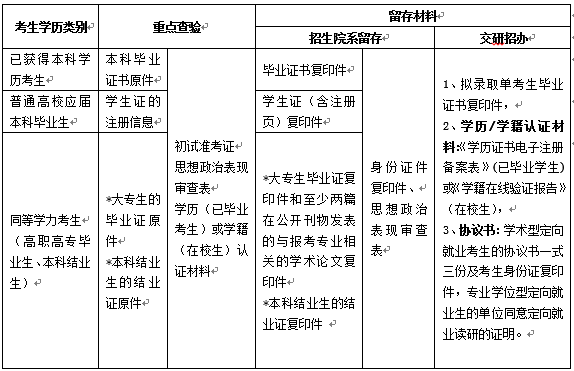 考生学历类别
重点查验
留存材料
招生院系留存
交研招办
已获得本科学
历考生
本科毕业
证书原件
毕业证书复印件
普通高校应届
本科毕业生
学生证的
注册信息
学生证（含注册
页）复印件
同等学力考生
（高职高专毕
业生、本科结业
生）
*大专生的
毕业证原
件
*本科结业
生的结业
证原件
初试准考证
思想政治表现
审查表
学历（已毕业
考生）或学籍
（在校生）认
证材料
*大专生毕业证复
印件和至少两篇
在公开刊物发表
的与报考专业相
关的学术论文复
印件
*本科结业生的结
业证复印件
身份证件
复印件、
思想政治
表现审查
表
1、拟录取单考生毕业
证书复印件，
2、学历/学籍认证材
料:《学历证书电子注册
备案表》(已毕业学生)
或《学籍在线验证报告》
（在校生），
3、协议书: 学术型定向
就业考生的协议书一式
三份及考生身份证复印
件，专业学位型定向就
业生的单位同意定向就
业读研的证明。